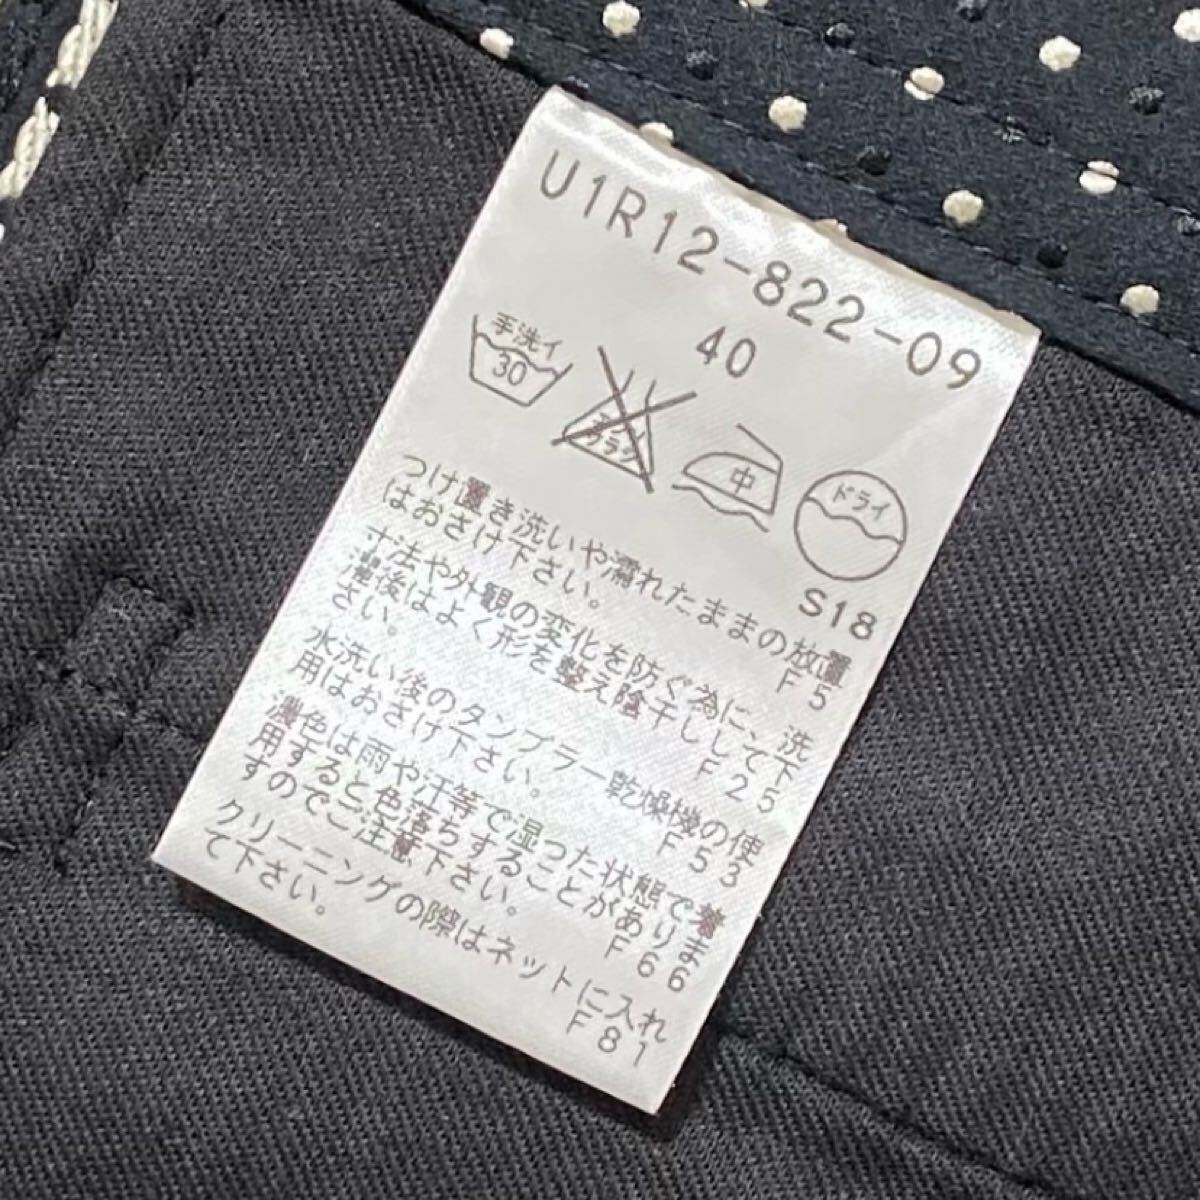 U1R12-822-09
40
手洗イ
30
エンソ
サラシ
中
ドライ
S18
つけ置き洗いや濡れたままの放置
はおさけ下さい。 F5
寸法や外観の変化を防ぐ為に、洗
濯後はよく形を整え陰干しして下
さい。 F25
水洗い後のタンブラー乾燥機の使
用はおさけ下さい。 F53
濃色は雨や汗等で湿った状態で着
用すると色落ちすることがありま
すのでご注意下さい。 F66
クリーニングの際はネットに入れ
て下さい。 F81